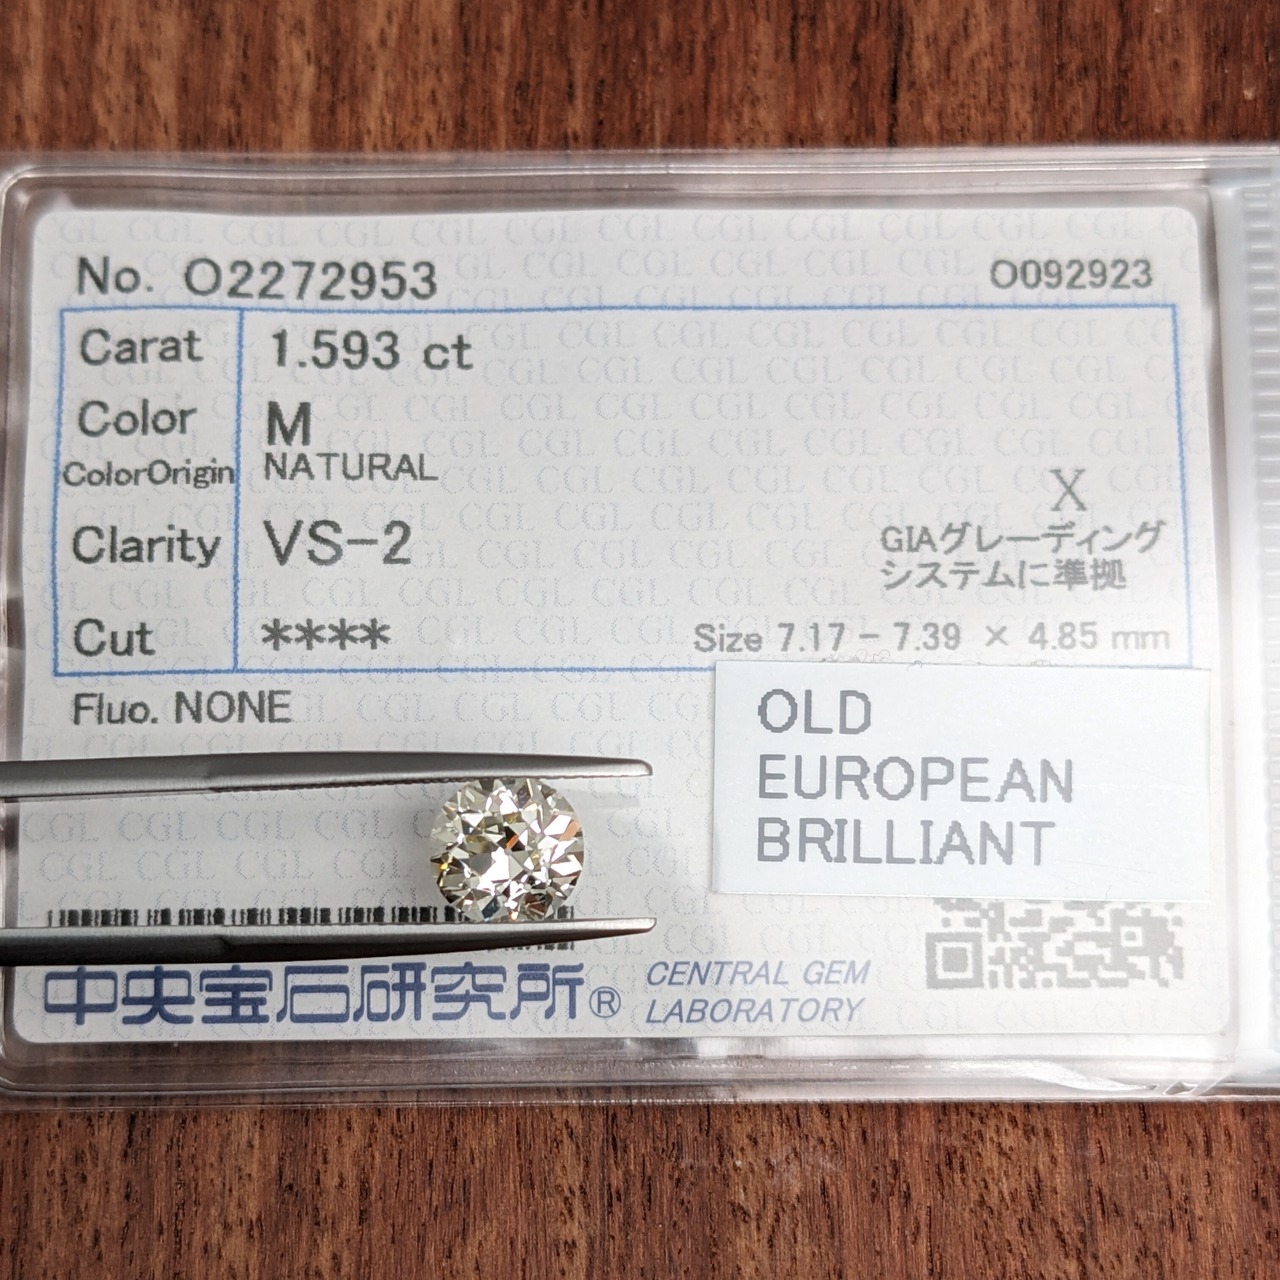 No. O2272953
O092923
Carat 1.593 ct
Color M
ColorOrigin NATURAL
X
Clarity VS-2
GIAグレーディング
システムに準拠
Cut ****
Size 7.17 - 7.39 × 4.85 mm
Fluo. NONE
OLD
EUROPEAN
BRILLIANT
中央宝石研究所®
CENTRAL GEM
LABORATORY